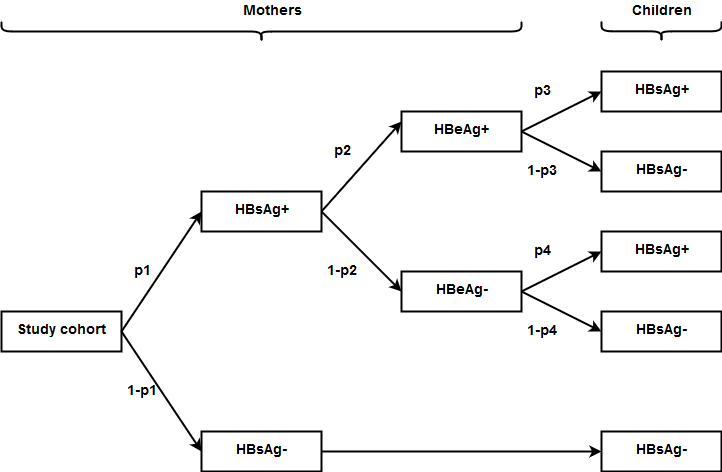 Mothers
Children
p3
HBsAg+
HBeAg+
p2
1-p3
HBsAg-
HBsAg+
p1
1-p2
p4
HBsAg+
HBeAg-
Study cohort
1-p4
HBsAg-
1-p1
HBsAg-
HBsAg-